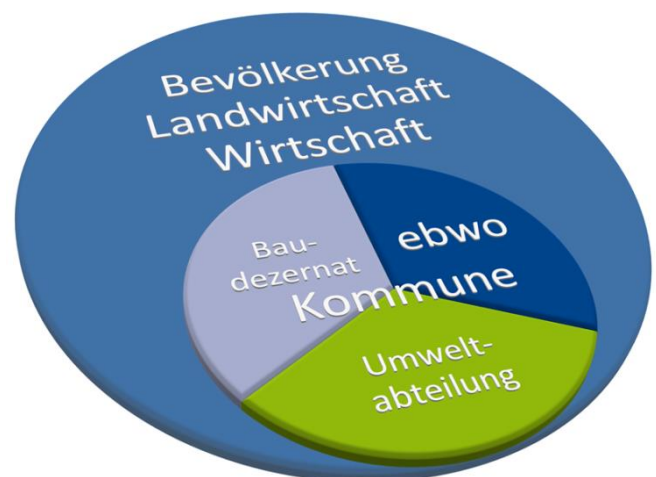 Bevölkerung
Landwirtschaft
Wirtschaft
Bau-
dezernat
ebwo
Kommune
Umwelt-
abteilung